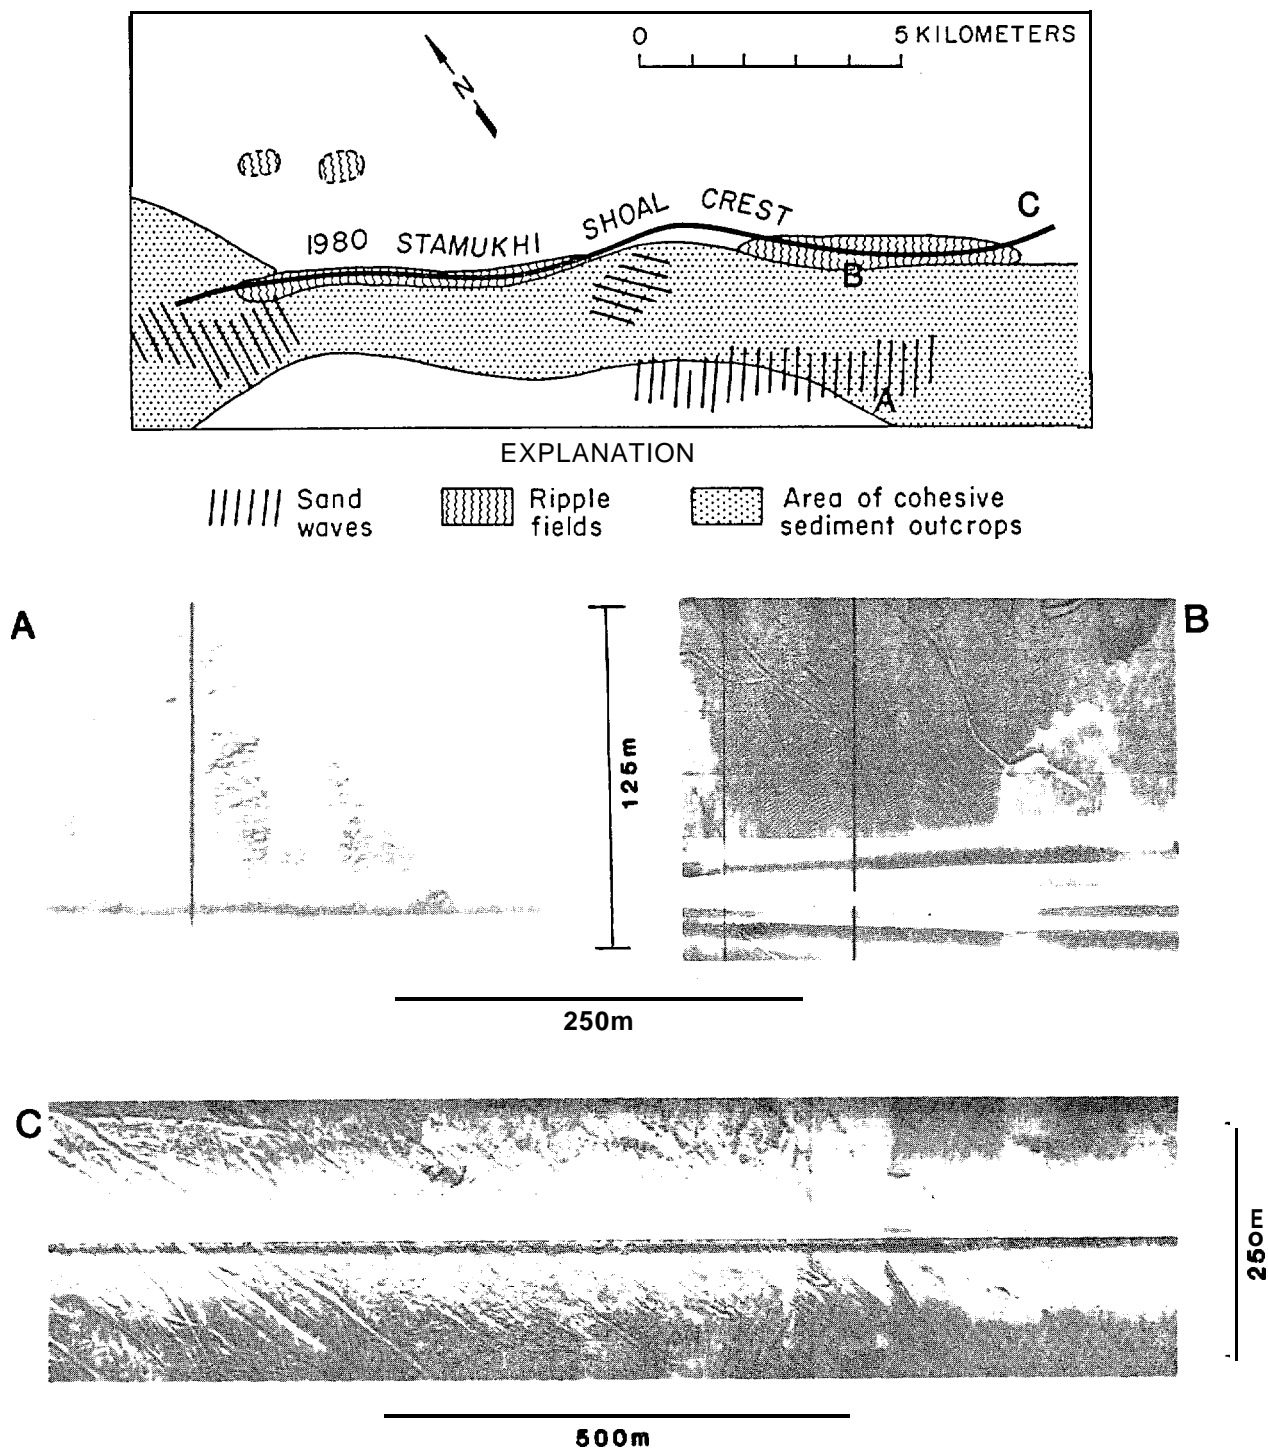 0 5 KILOMETERS
N
C
1980 STAMUKHI SHOAL CREST
B
A
EXPLANATION
Sand waves
Ripple fields
Area of cohesive sediment outcrops
A
125m
B
250m
C
250m
500m